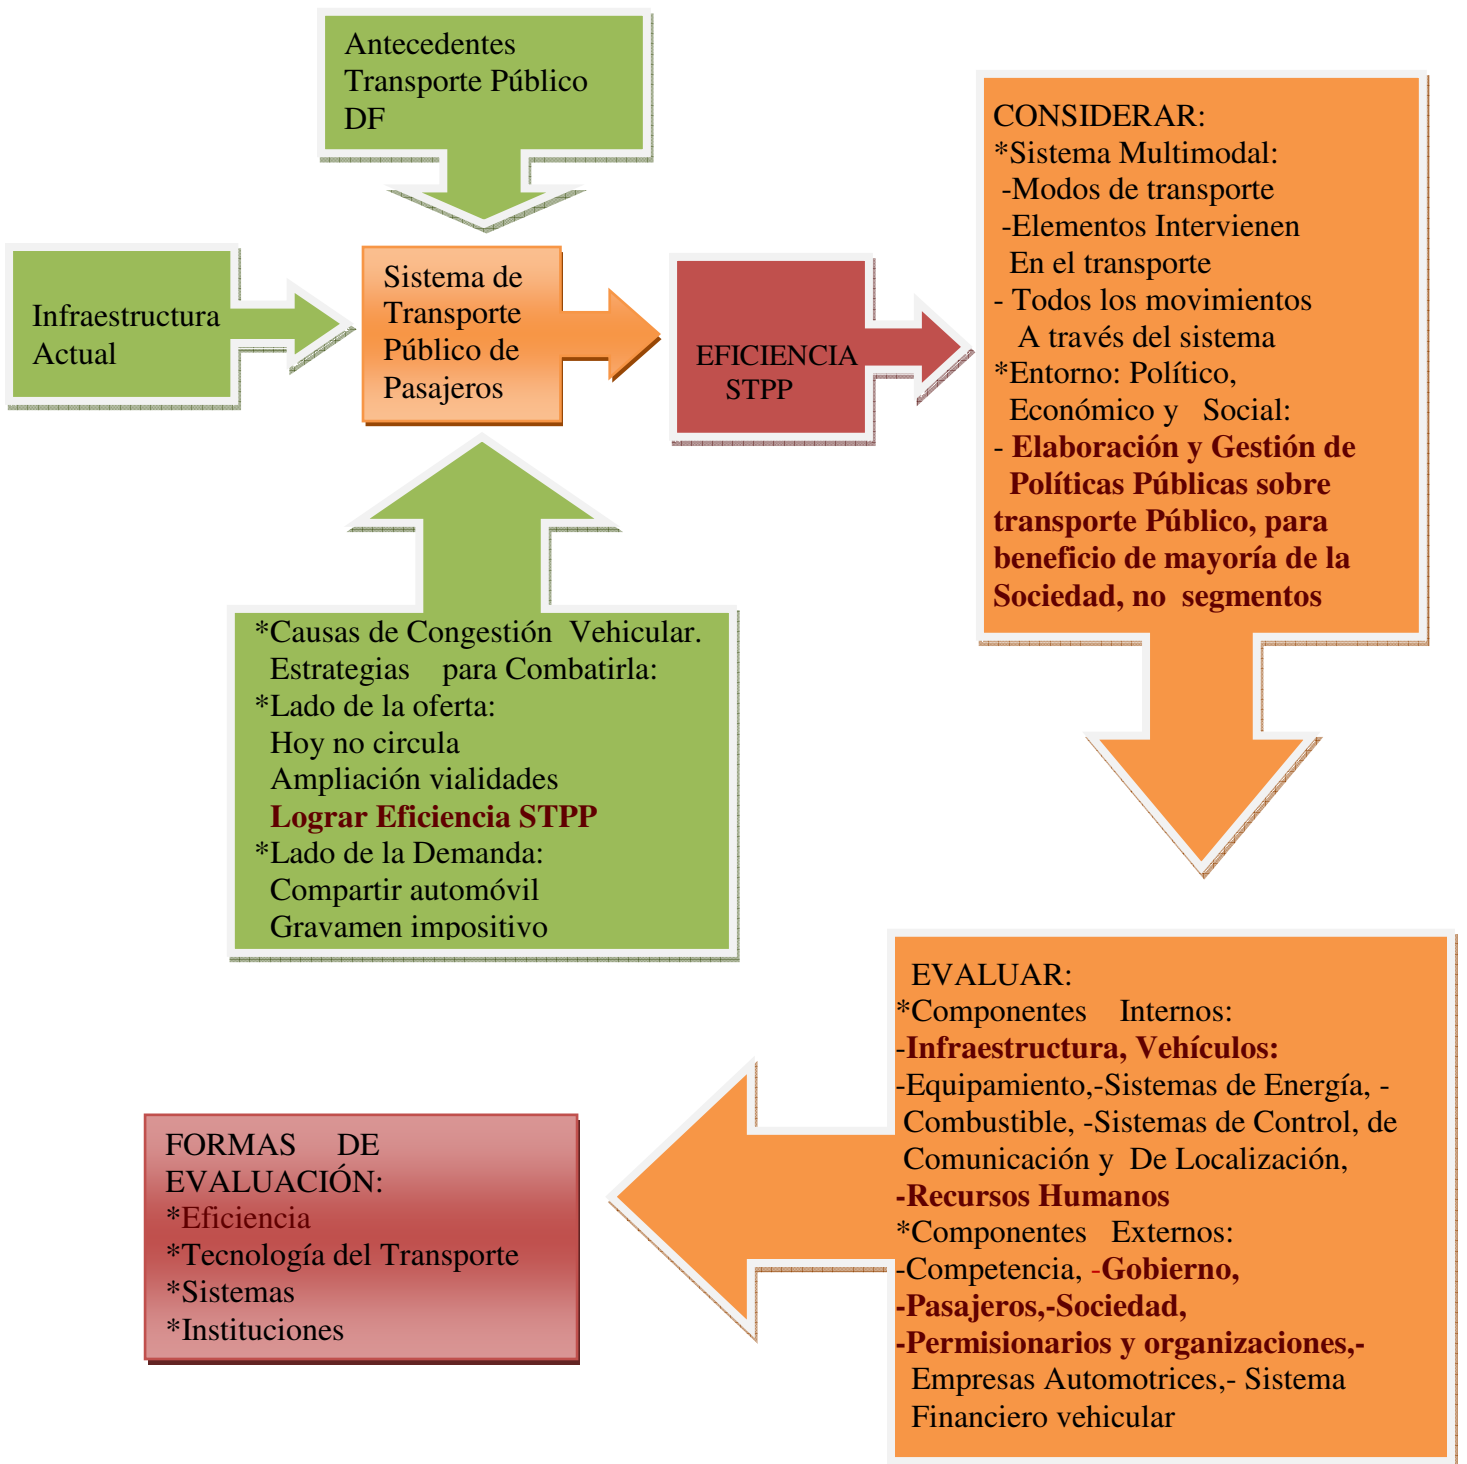 Antecedentes
Transporte Público
DF
Infraestructura
Actual
Sistema de
Transporte
Público de
Pasajeros
EFICIENCIA
STPP
CONSIDERAR:
*Sistema Multimodal:
-Modos de transporte
-Elementos Intervienen
En el transporte
- Todos los movimientos
A través del sistema
*Entorno: Político,
Económico y Social:
- Elaboración y Gestión de
Políticas Públicas sobre
transporte Público, para
beneficio de mayoría de la
Sociedad, no segmentos
*Causas de Congestión Vehicular.
Estrategias para Combatirla:
*Lado de la oferta:
Hoy no circula
Ampliación vialidades
Lograr Eficiencia STPP
*Lado de la Demanda:
Compartir automóvil
Gravamen impositivo
EVALUAR:
*Componentes Internos:
-Infraestructura, Vehículos:
-Equipamiento,-Sistemas de Energía, -
Combustible, -Sistemas de Control, de
Comunicación y De Localización,
-Recursos Humanos
*Componentes Externos:
-Competencia, -Gobierno,
-Pasajeros,-Sociedad,
-Permisionarios y organizaciones,-
Empresas Automotrices,- Sistema
Financiero vehicular
FORMAS DE
EVALUACIÓN:
*Eficiencia
*Tecnología del Transporte
*Sistemas
*Instituciones